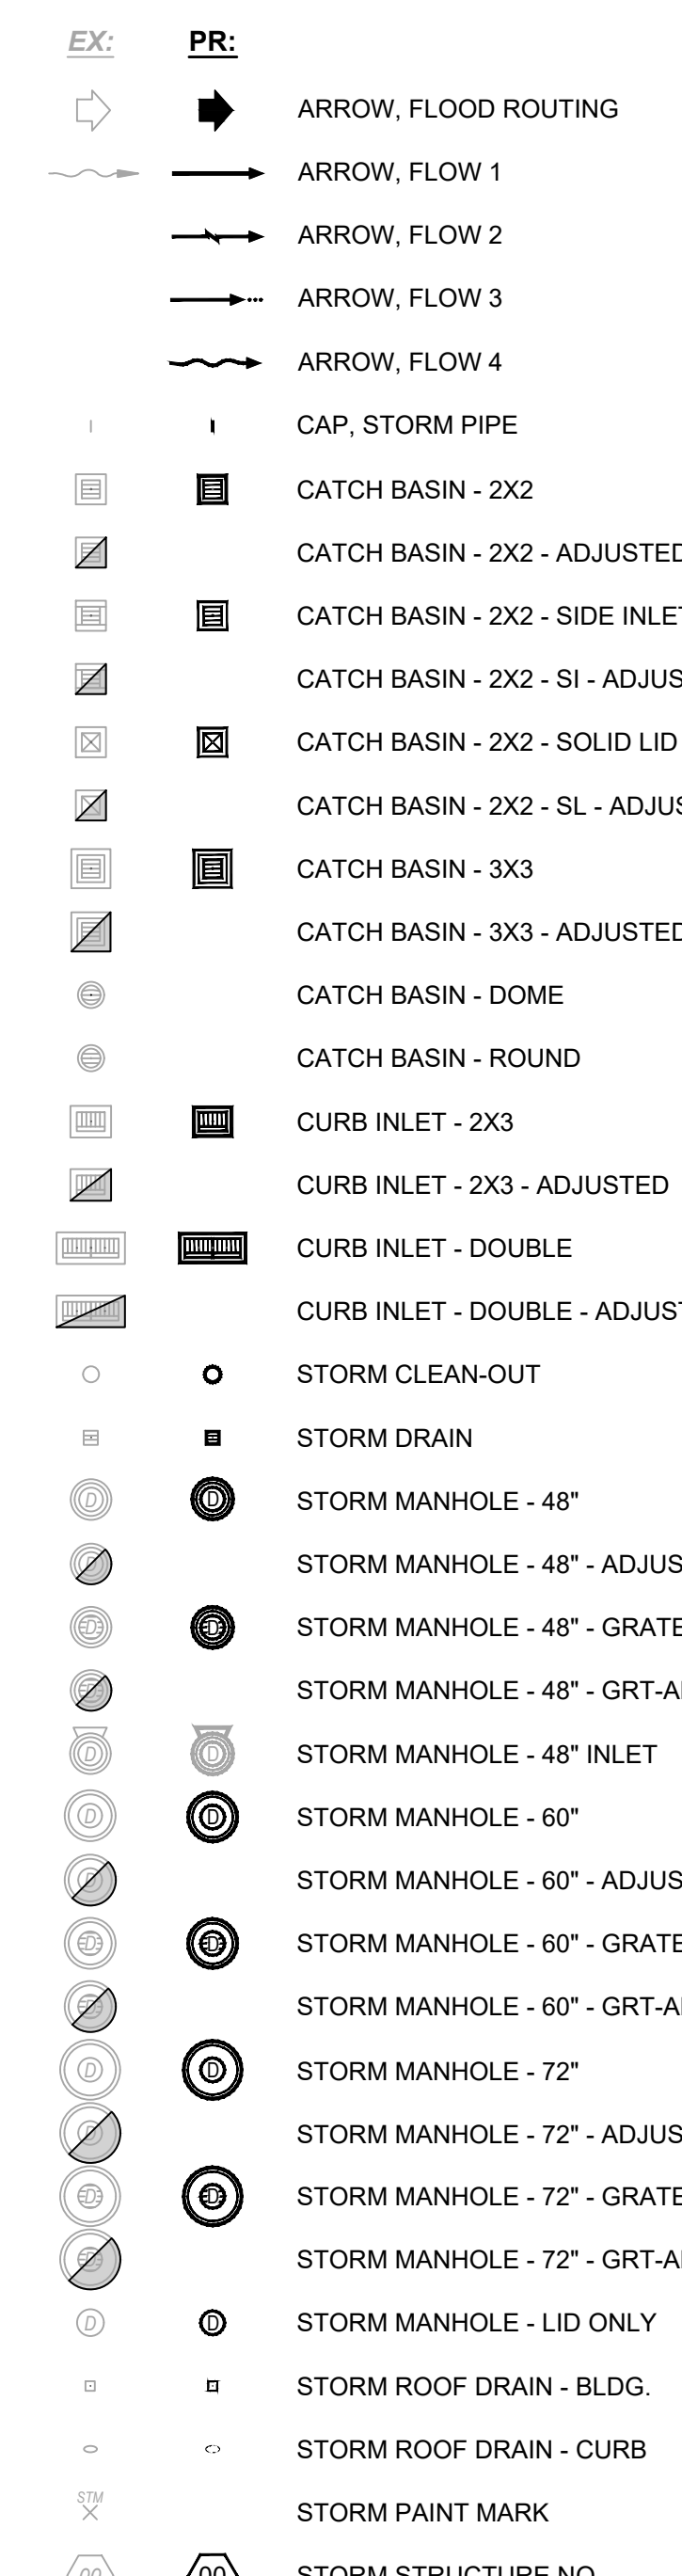 EX: PR:
ARROW, FLOOD ROUTING
ARROW, FLOW 1
ARROW, FLOW 2
ARROW, FLOW 3
ARROW, FLOW 4
CAP, STORM PIPE
CATCH BASIN - 2X2
CATCH BASIN - 2X2 - ADJUSTED
CATCH BASIN - 2X2 - SIDE INLET
CATCH BASIN - 2X2 - SI - ADJUS
CATCH BASIN - 2X2 - SOLID LID
CATCH BASIN - 2X2 - SL - ADJUS
CATCH BASIN - 3X3
CATCH BASIN - 3X3 - ADJUSTED
CATCH BASIN - DOME
CATCH BASIN - ROUND
CURB INLET - 2X3
CURB INLET - 2X3 - ADJUSTED
CURB INLET - DOUBLE
CURB INLET - DOUBLE - ADJUST
STORM CLEAN-OUT
STORM DRAIN
D D STORM MANHOLE - 48"
D STORM MANHOLE - 48" - ADJUS
D D STORM MANHOLE - 48" - GRATE
D STORM MANHOLE - 48" - GRT-A
D D STORM MANHOLE - 48" INLET
D D STORM MANHOLE - 60"
D STORM MANHOLE - 60" - ADJUS
D D STORM MANHOLE - 60" - GRATE
D STORM MANHOLE - 60" - GRT-A
D D STORM MANHOLE - 72"
D STORM MANHOLE - 72" - ADJUS
D D STORM MANHOLE - 72" - GRATE
D STORM MANHOLE - 72" - GRT-A
D D STORM MANHOLE - LID ONLY
STORM ROOF DRAIN - BLDG.
STORM ROOF DRAIN - CURB
STM STORM PAINT MARK
00 00 STORM STRUCTURE NO.